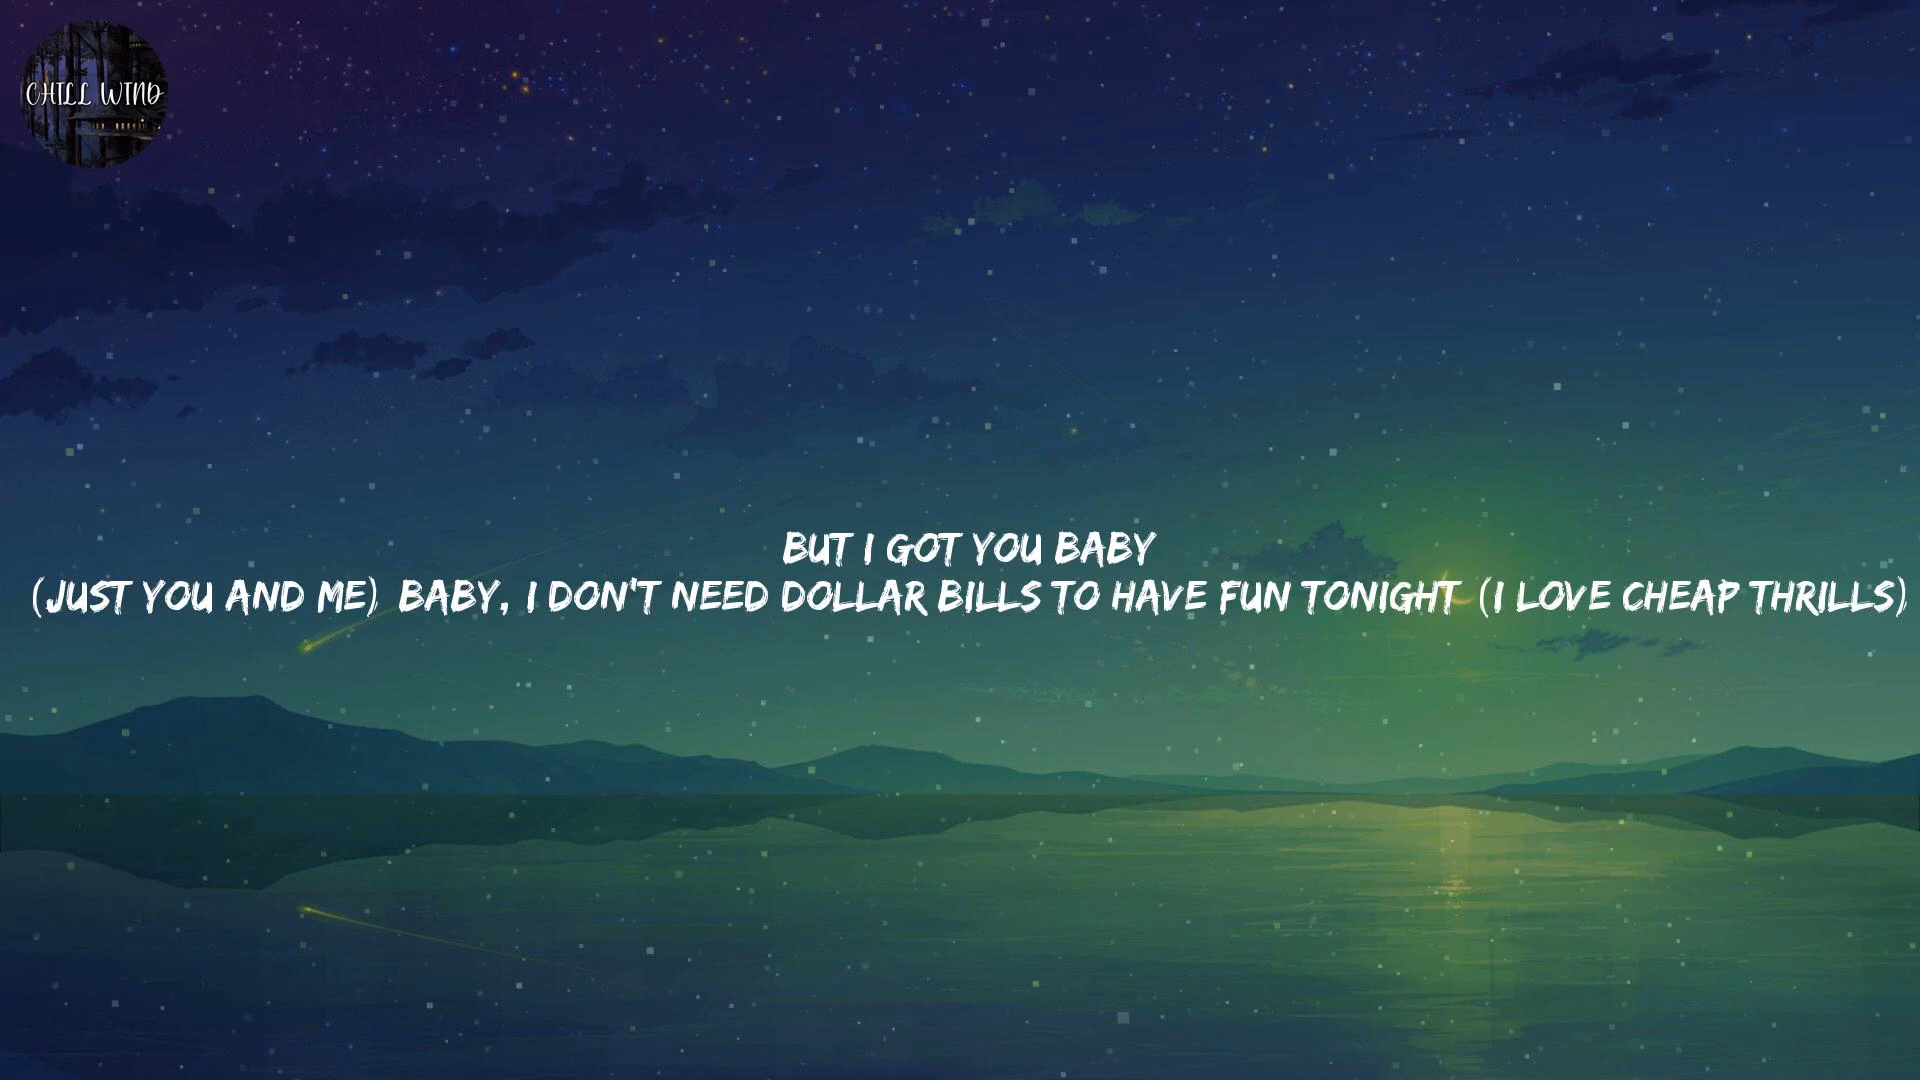 CHILL WIND
BUT I GOT YOU BABY
(JUST YOU AND ME) BABY, I DON'T NEED DOLLAR BILLS TO HAVE FUN TONIGHT (I LOVE CHEAP THRILLS)